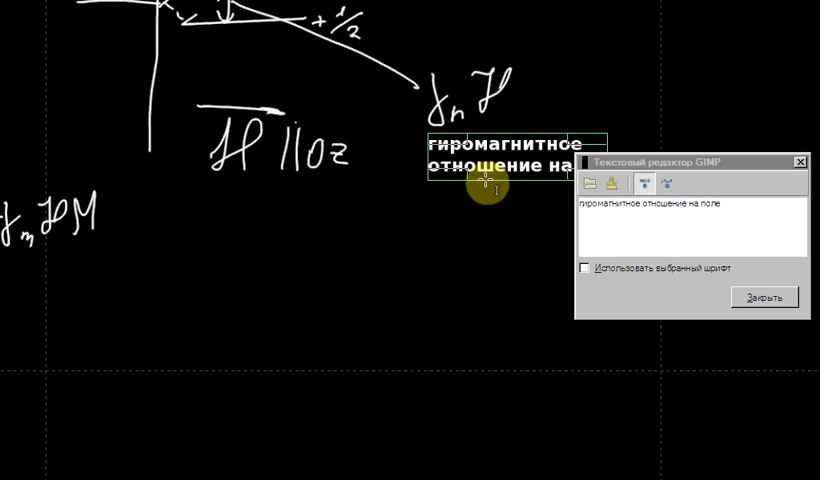 + 1/2
γₙ H
H || oz
гиромагнитное
отношение на
Текстовый редактор GIMP
гиромагнитное отношение на поле
Использовать выбранный шрифт
Закрыть
γₘ HM